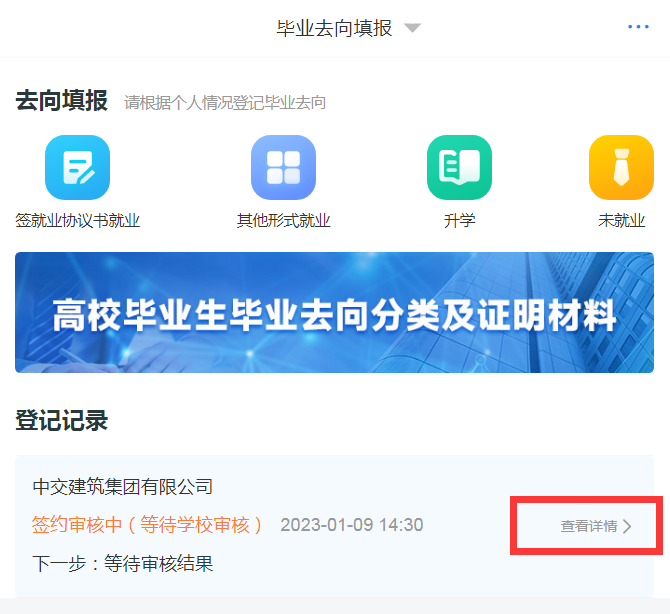 毕业去向填报
去向填报 请根据个人情况登记毕业去向
签就业协议书就业 其他形式就业 升学 未就业
高校毕业生毕业去向分类及证明材料
登记记录
中交建筑集团有限公司
签约审核中（等待学校审核） 2023-01-09 14:30
查看详情
下一步：等待审核结果